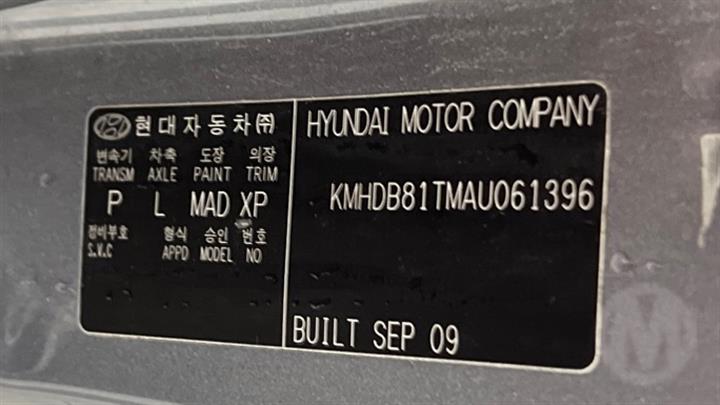 현대자동차㈜
변속기 차축 도장 의장
TRANSM AXLE PAINT TRIM
P L MAD XP
정비부호 형식 승인 번호
S.V.C APPD MODEL NO
HYUNDAI MOTOR COMPANY
KMHDB81TMAU061396
BUILT SEP 09
M